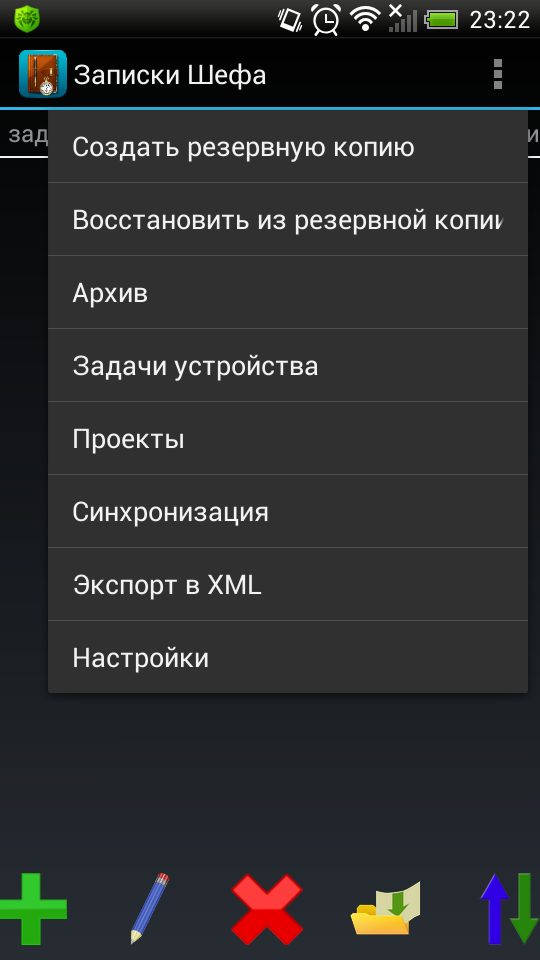 23:22
Записки Шефа
зад
и
Создать резервную копию
Восстановить из резервной копии
Архив
Задачи устройства
Проекты
Синхронизация
Экспорт в XML
Настройки